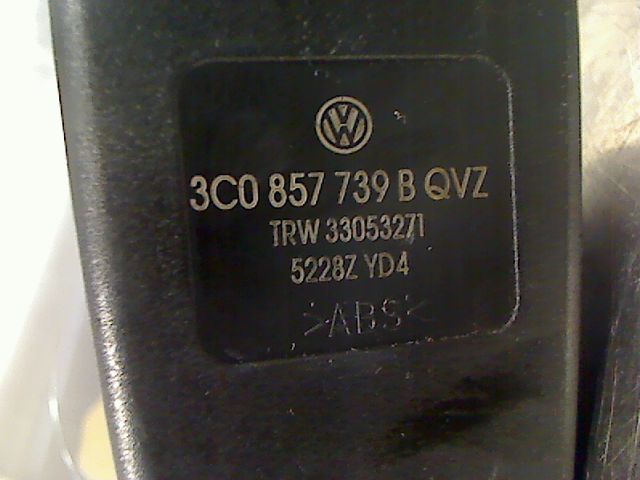 3C0 857 739 B QVZ
TRW 33053271
5228Z YD4
>ABS<